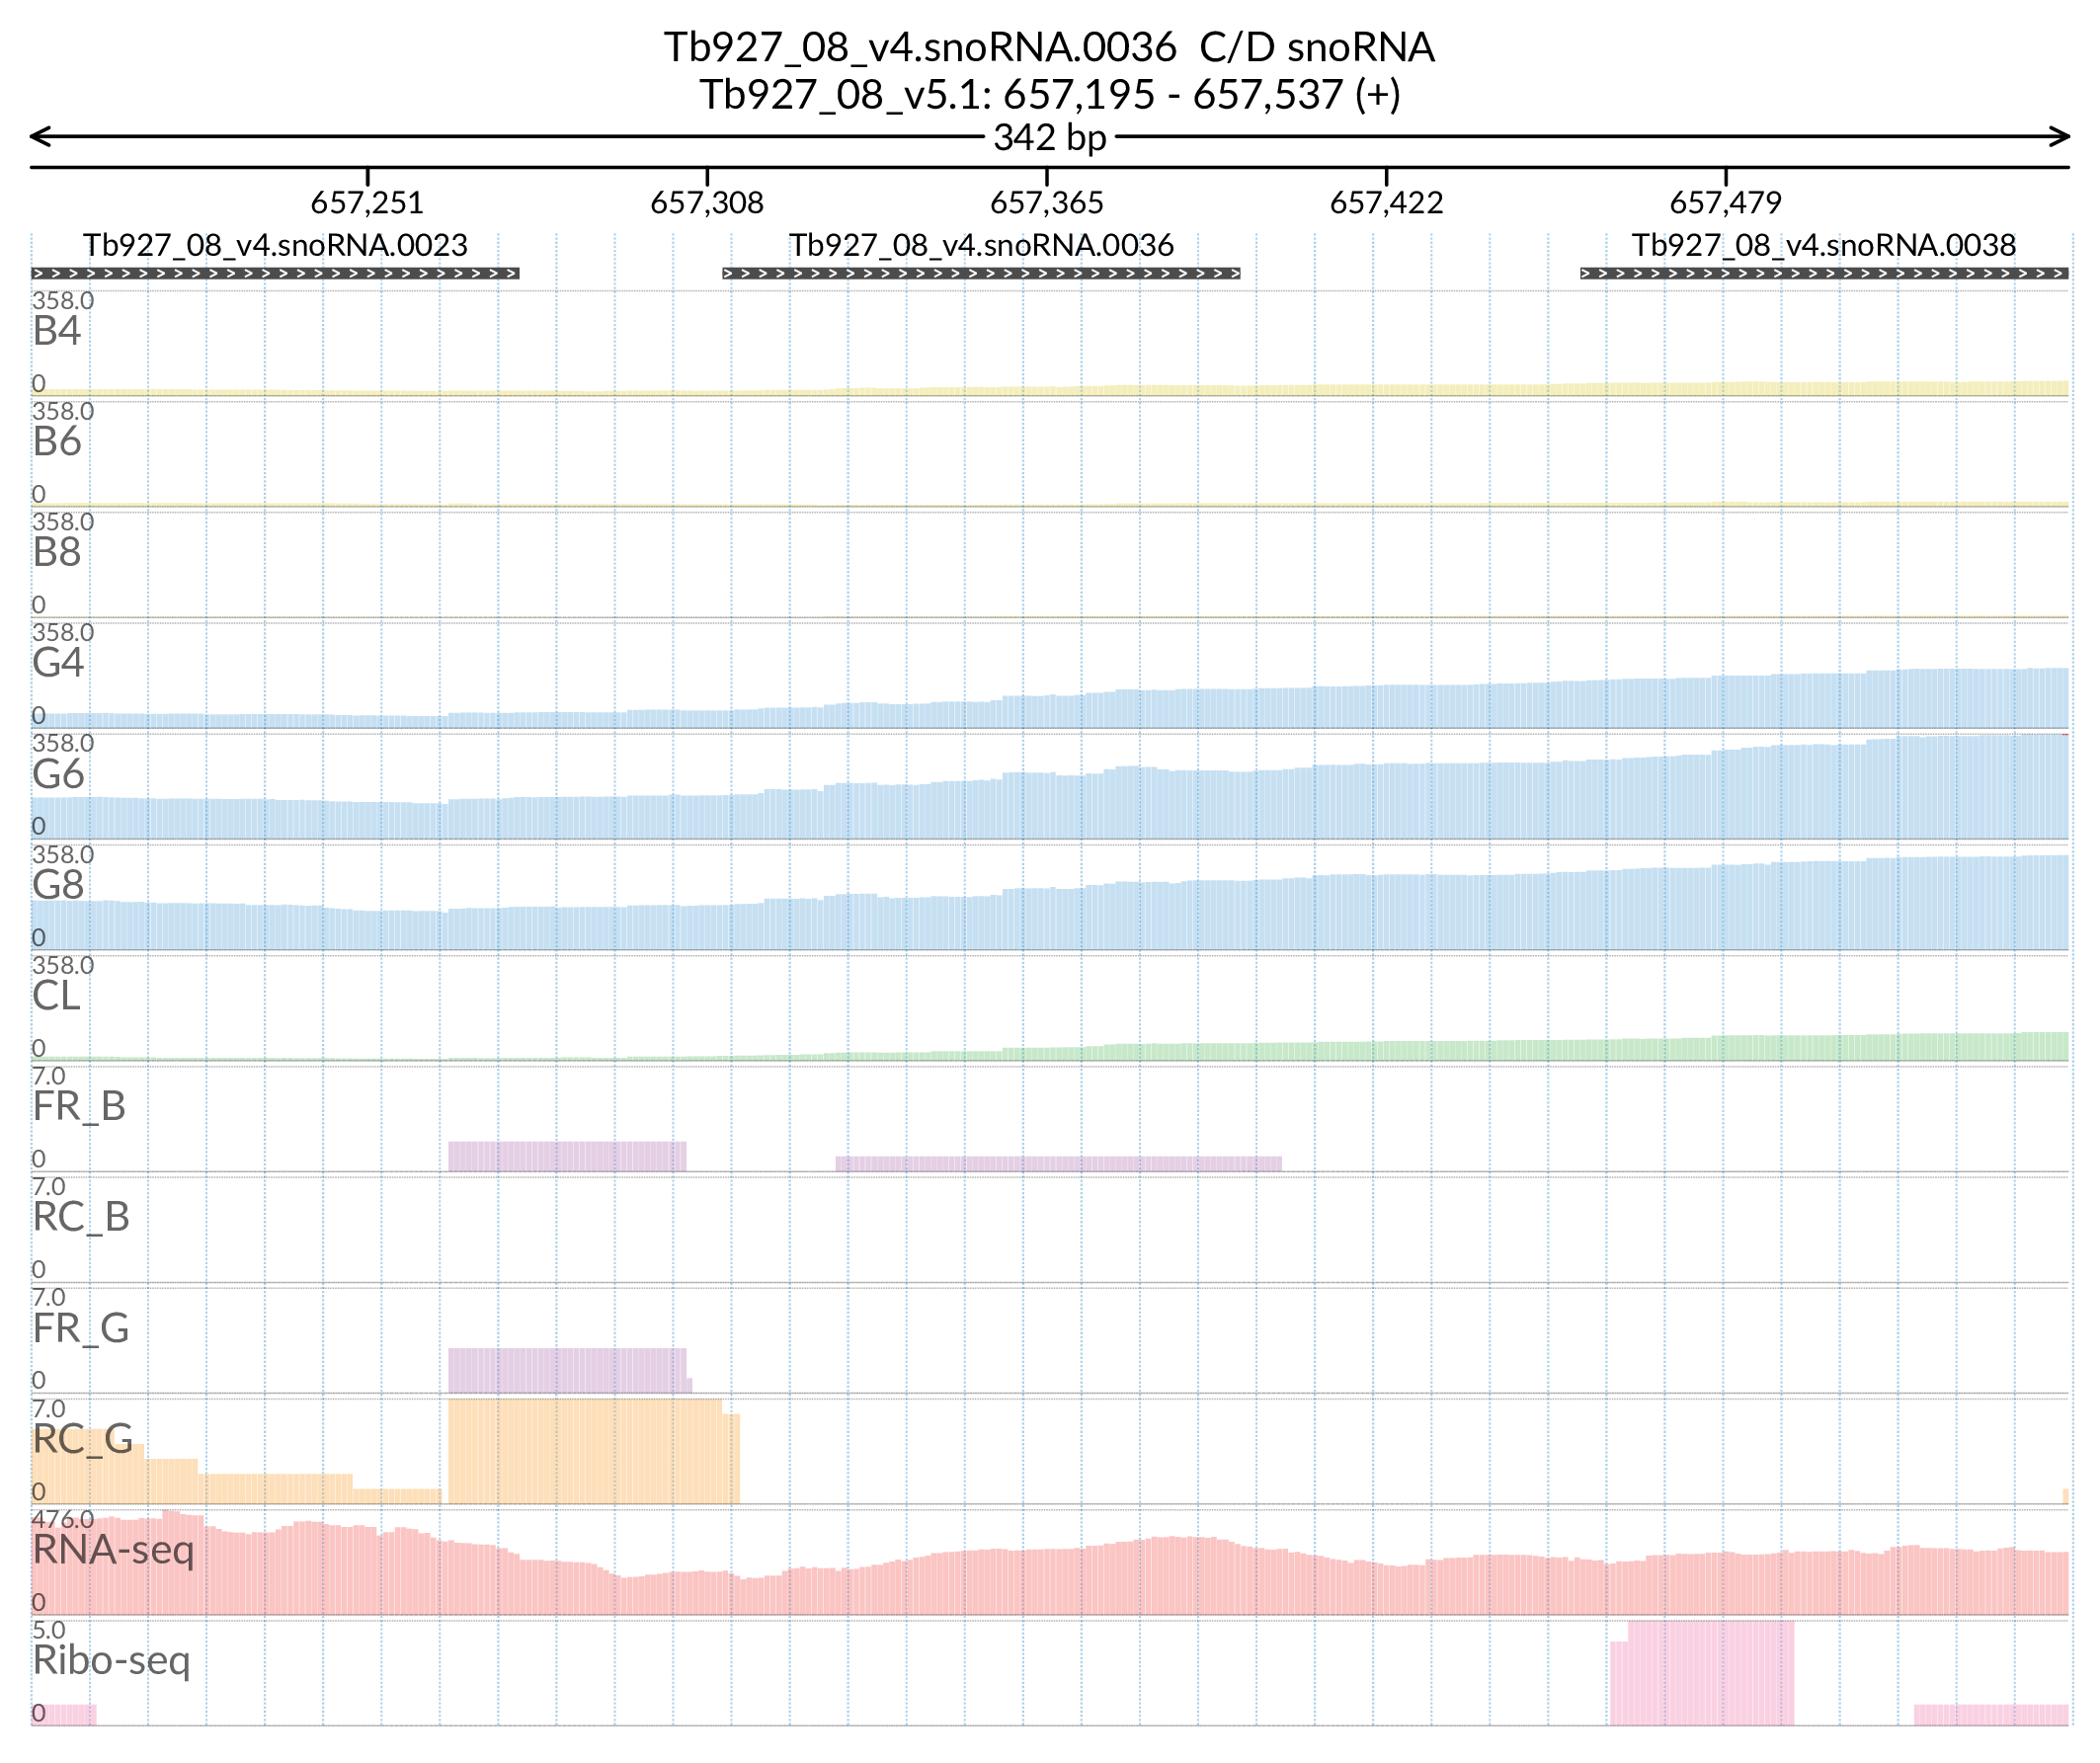 Tb927_08_v4.snoRNA.0036 C/D snoRNA
Tb927_08_v5.1: 657,195 - 657,537 (+)
342 bp
657,251 657,308 657,365 657,422 657,479
Tb927_08_v4.snoRNA.0023 Tb927_08_v4.snoRNA.0036 Tb927_08_v4.snoRNA.0038
358.0
B4
0
358.0
B6
0
358.0
B8
0
358.0
G4
0
358.0
G6
0
358.0
G8
0
358.0
CL
0
7.0
FR_B
0
7.0
RC_B
0
7.0
FR_G
0
7.0
RC_G
0
476.0
RNA-seq
0
5.0
Ribo-seq
0